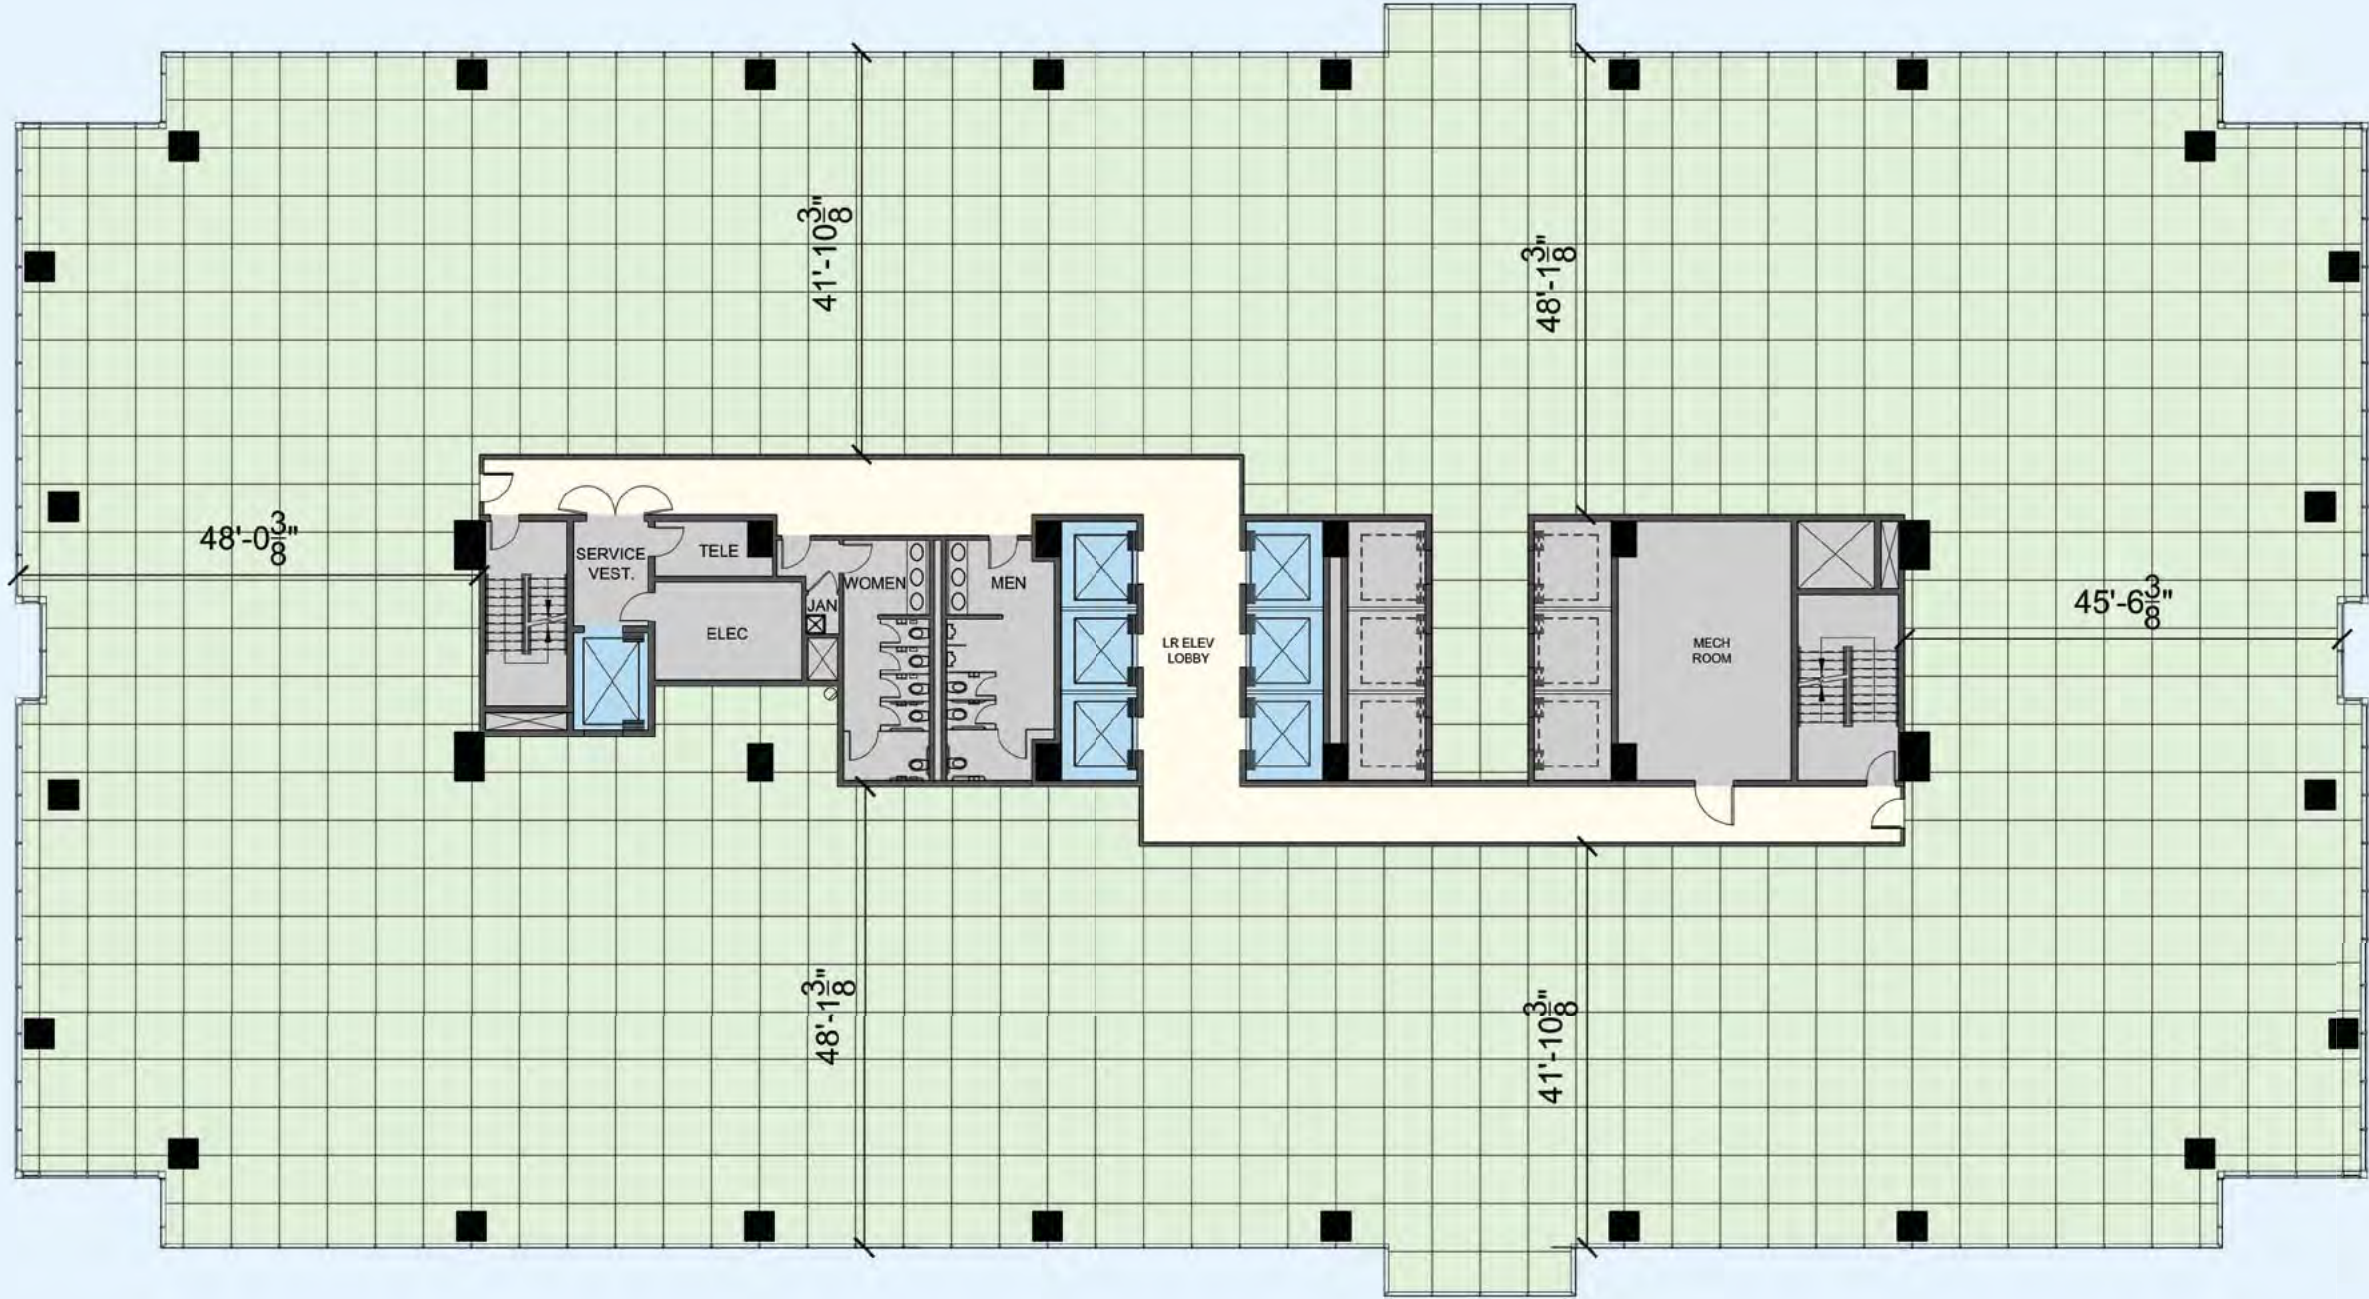 41'-10 3/8"
48'-1 3/8"
48'-0 3/8"
SERVICE
VEST.
TELE
WOMEN
MEN
JAN
ELEC
LR ELEV
LOBBY
MECH
ROOM
45'-6 3/8"
48'-1 3/8"
41'-10 3/8"